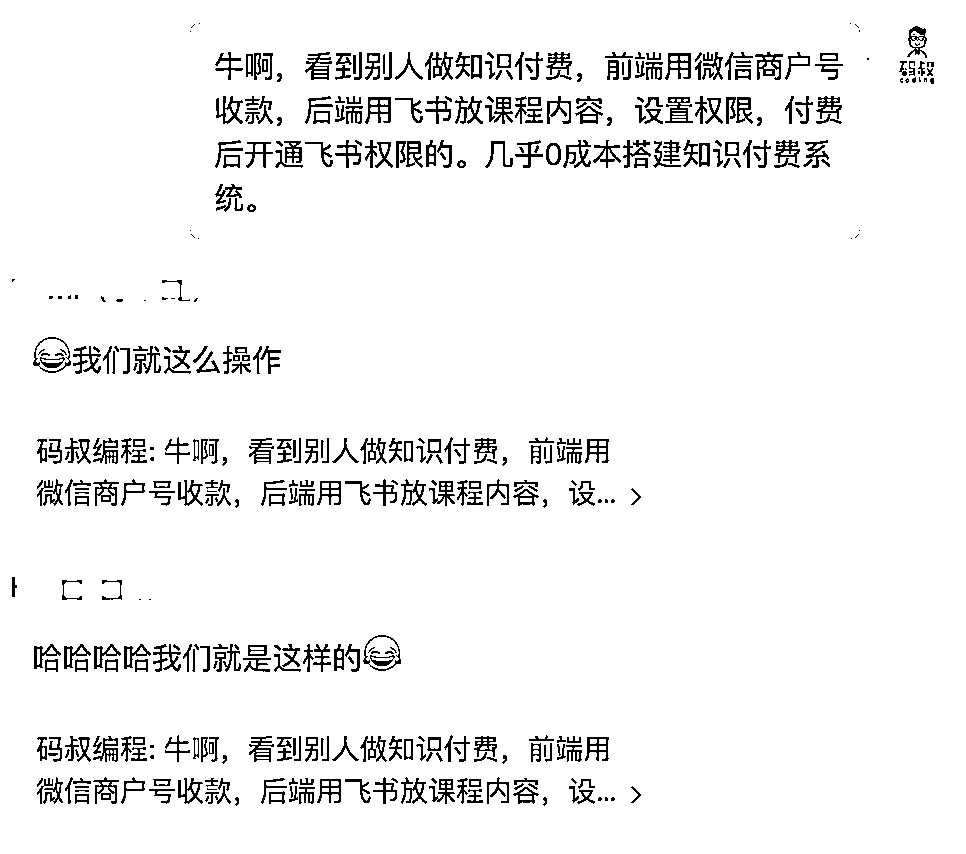 牛啊，看到别人做知识付费，前端用微信商户号
收款，后端用飞书放课程内容，设置权限，付费
后开通飞书权限的。几乎0成本搭建知识付费系
统。
码叔
coding
😂我们就这么操作
码叔编程: 牛啊，看到别人做知识付费，前端用
微信商户号收款，后端用飞书放课程内容，设... >
哈哈哈哈我们就是这样的😂
码叔编程: 牛啊，看到别人做知识付费，前端用
微信商户号收款，后端用飞书放课程内容，设... >